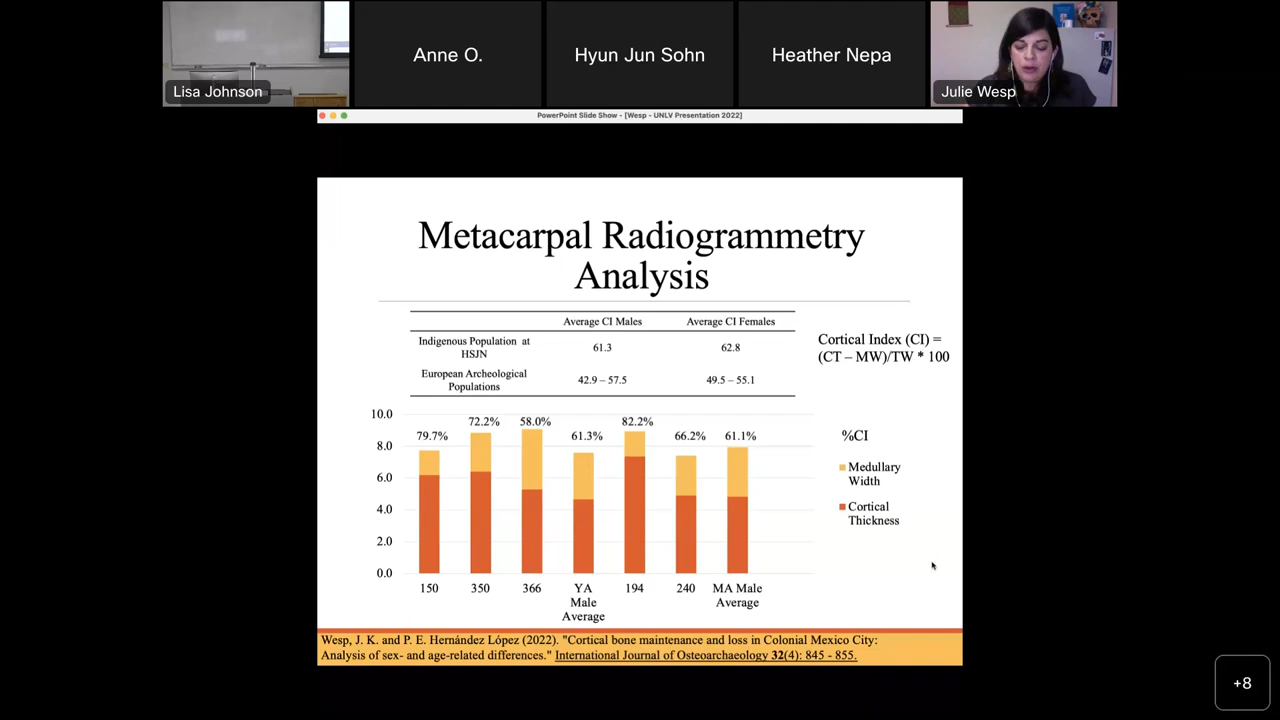 Lisa Johnson
Anne O.
Hyun Jun Sohn
Heather Nepa
Julie Wesp
PowerPoint Slide Show - [Wesp - UNLV Presentation 2022]
Metacarpal Radiogrammetry
Analysis
Average CI Males Average CI Females
Indigenous Population at
HSJN
61.3 62.8
European Archeological
Populations
42.9 – 57.5 49.5 – 55.1
Cortical Index (CI) =
(CT – MW)/TW * 100
10.0
8.0
6.0
4.0
2.0
0.0
79.7% 72.2% 58.0% 61.3% 82.2% 66.2% 61.1%
150 350 366 YA
Male
Average
194 240 MA Male
Average
%CI
Medullary
Width
Cortical
Thickness
Wesp, J. K. and P. E. Hernández López (2022). "Cortical bone maintenance and loss in Colonial Mexico City:
Analysis of sex- and age-related differences." International Journal of Osteoarchaeology 32(4): 845 - 855.
+8